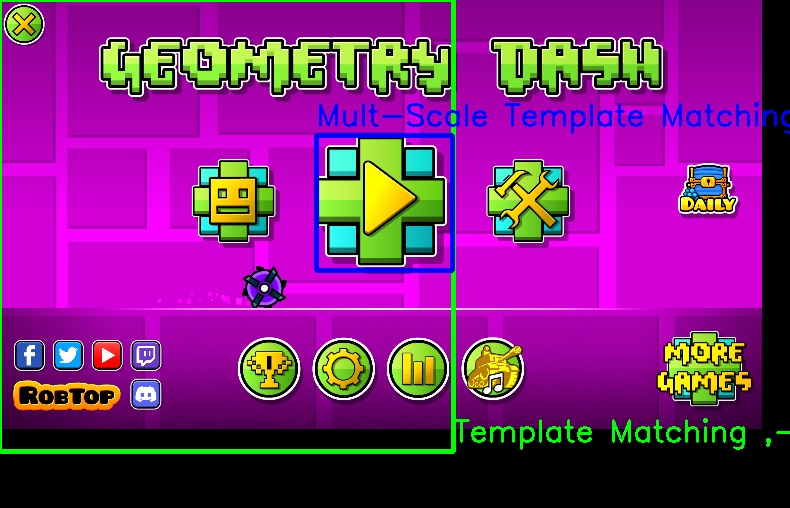 GEOMETRY DASH
Mult-Scale Template Matching
DAILY
MORE
GAMES
ROBTOP
Template Matching ,-